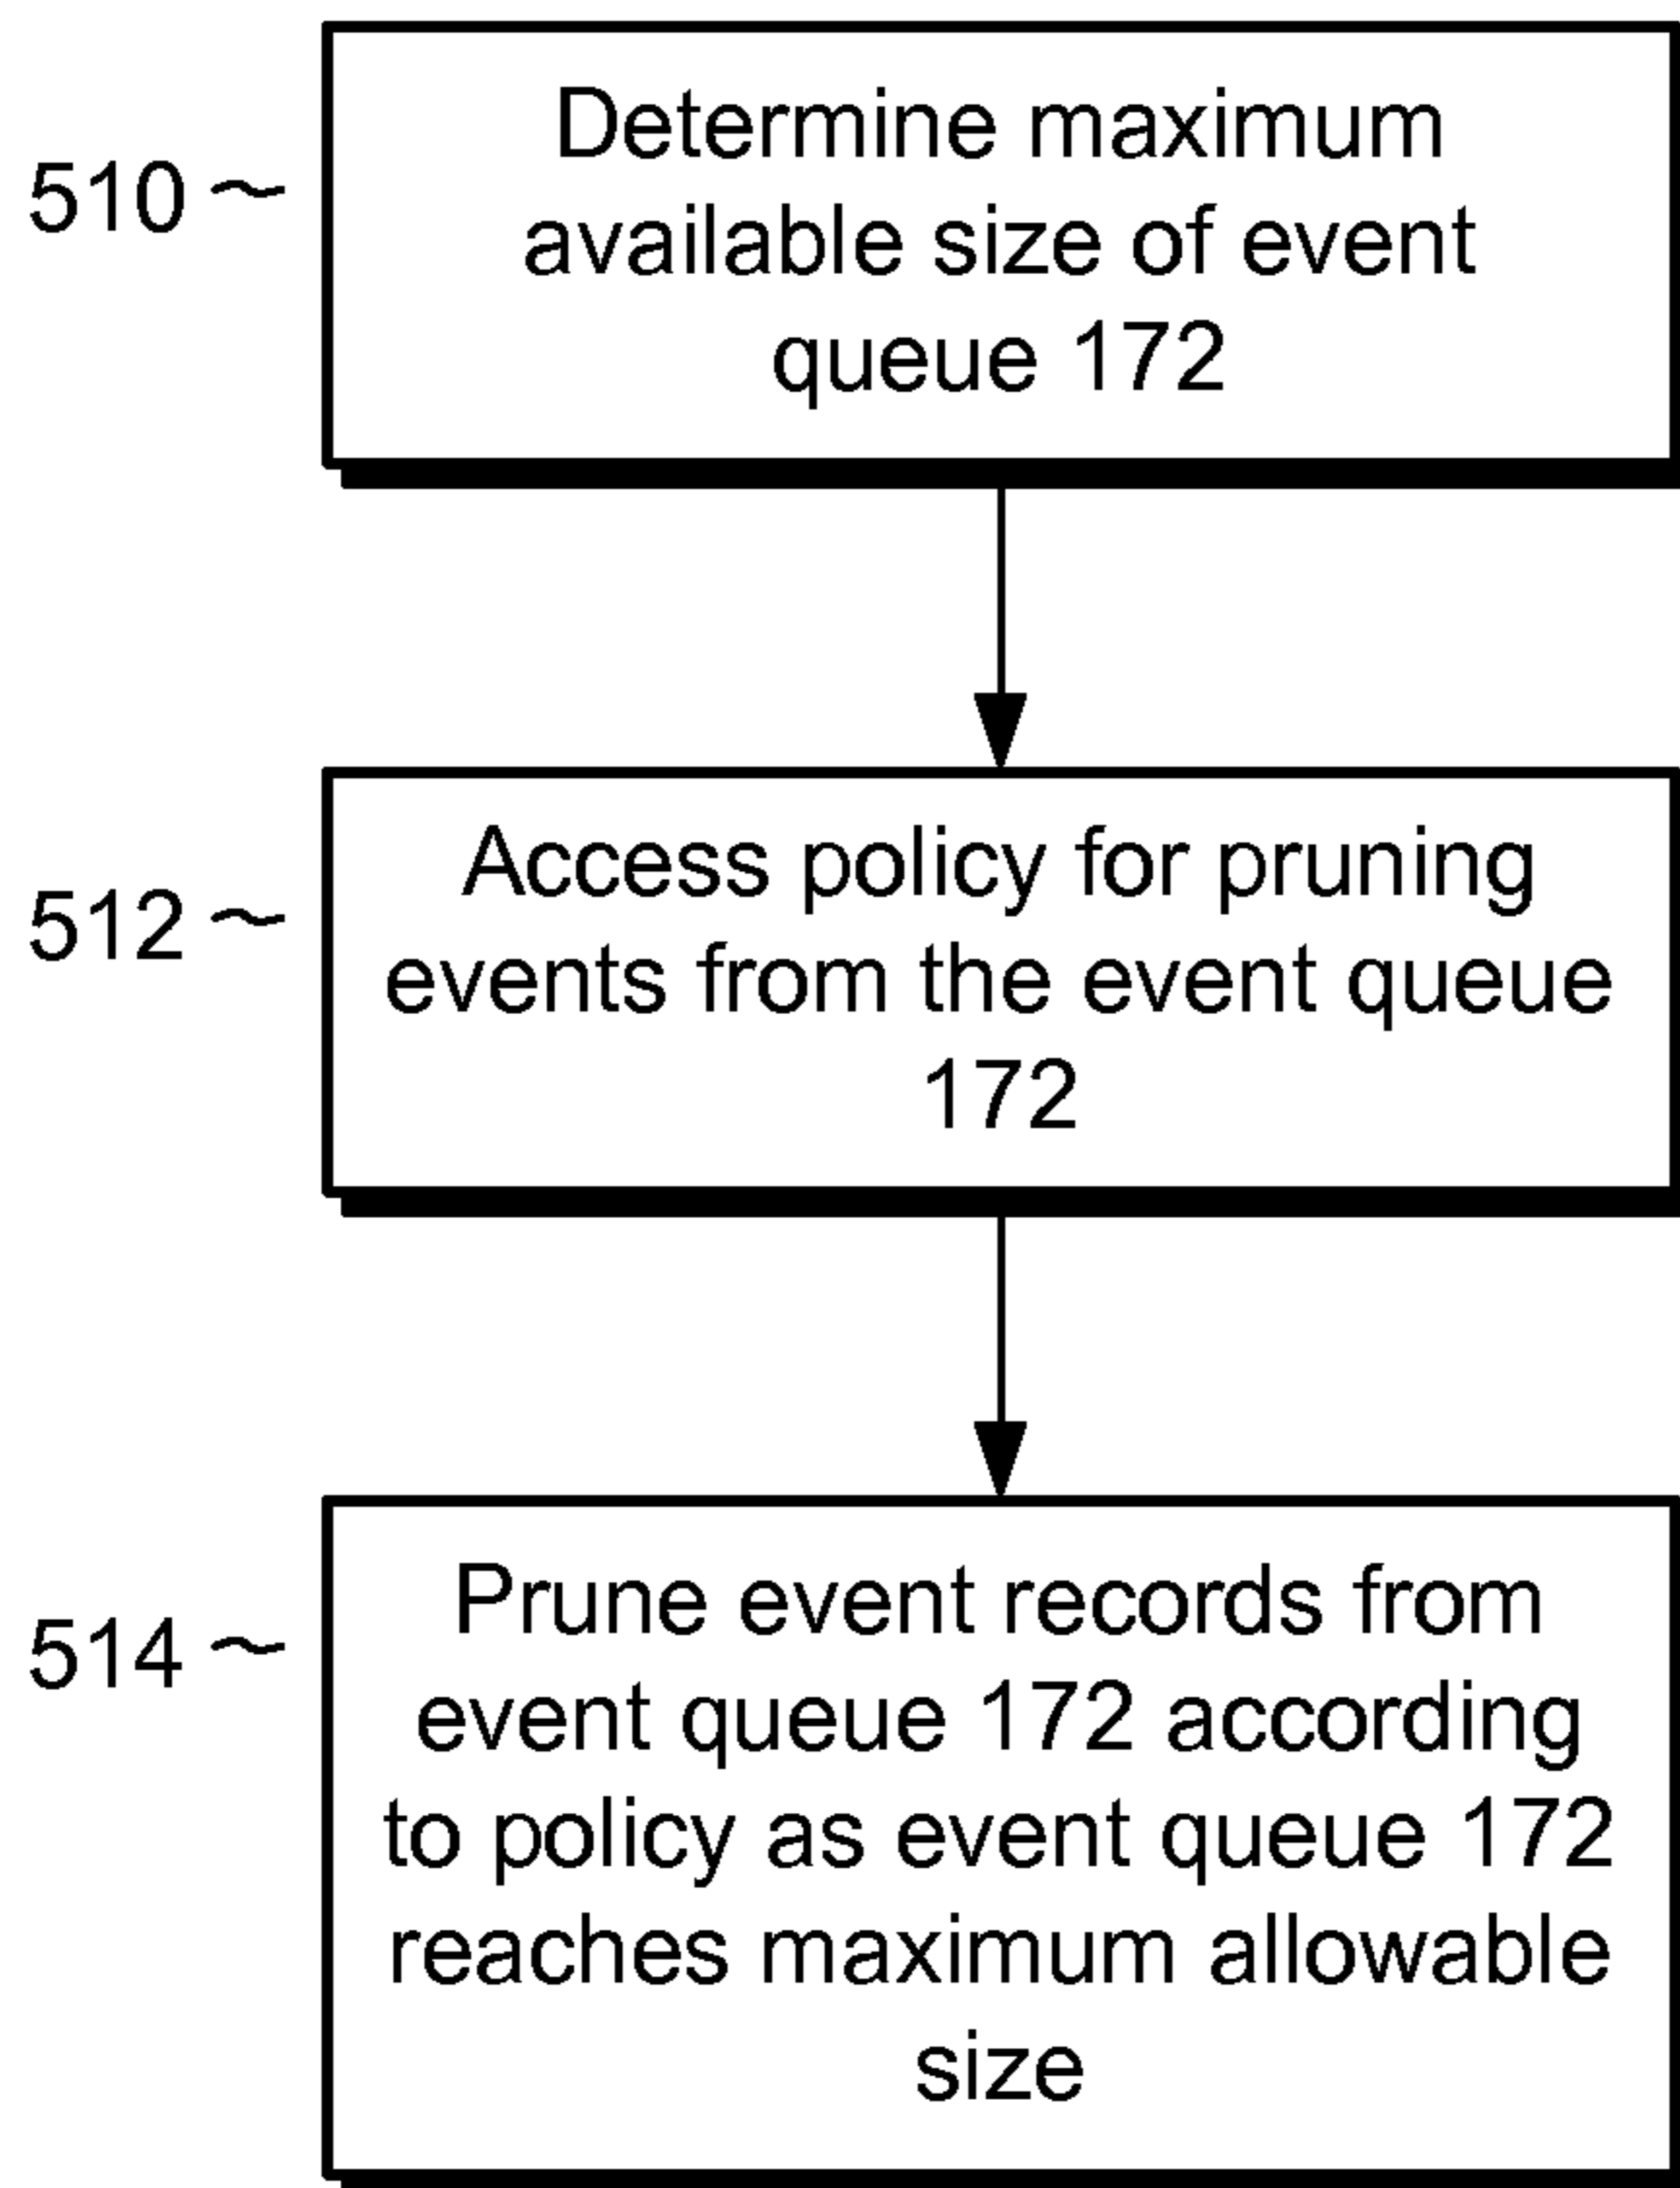 510 ~
Determine maximum
available size of event
queue 172
512 ~
Access policy for pruning
events from the event queue
172
514 ~
Prune event records from
event queue 172 according
to policy as event queue 172
reaches maximum allowable
size